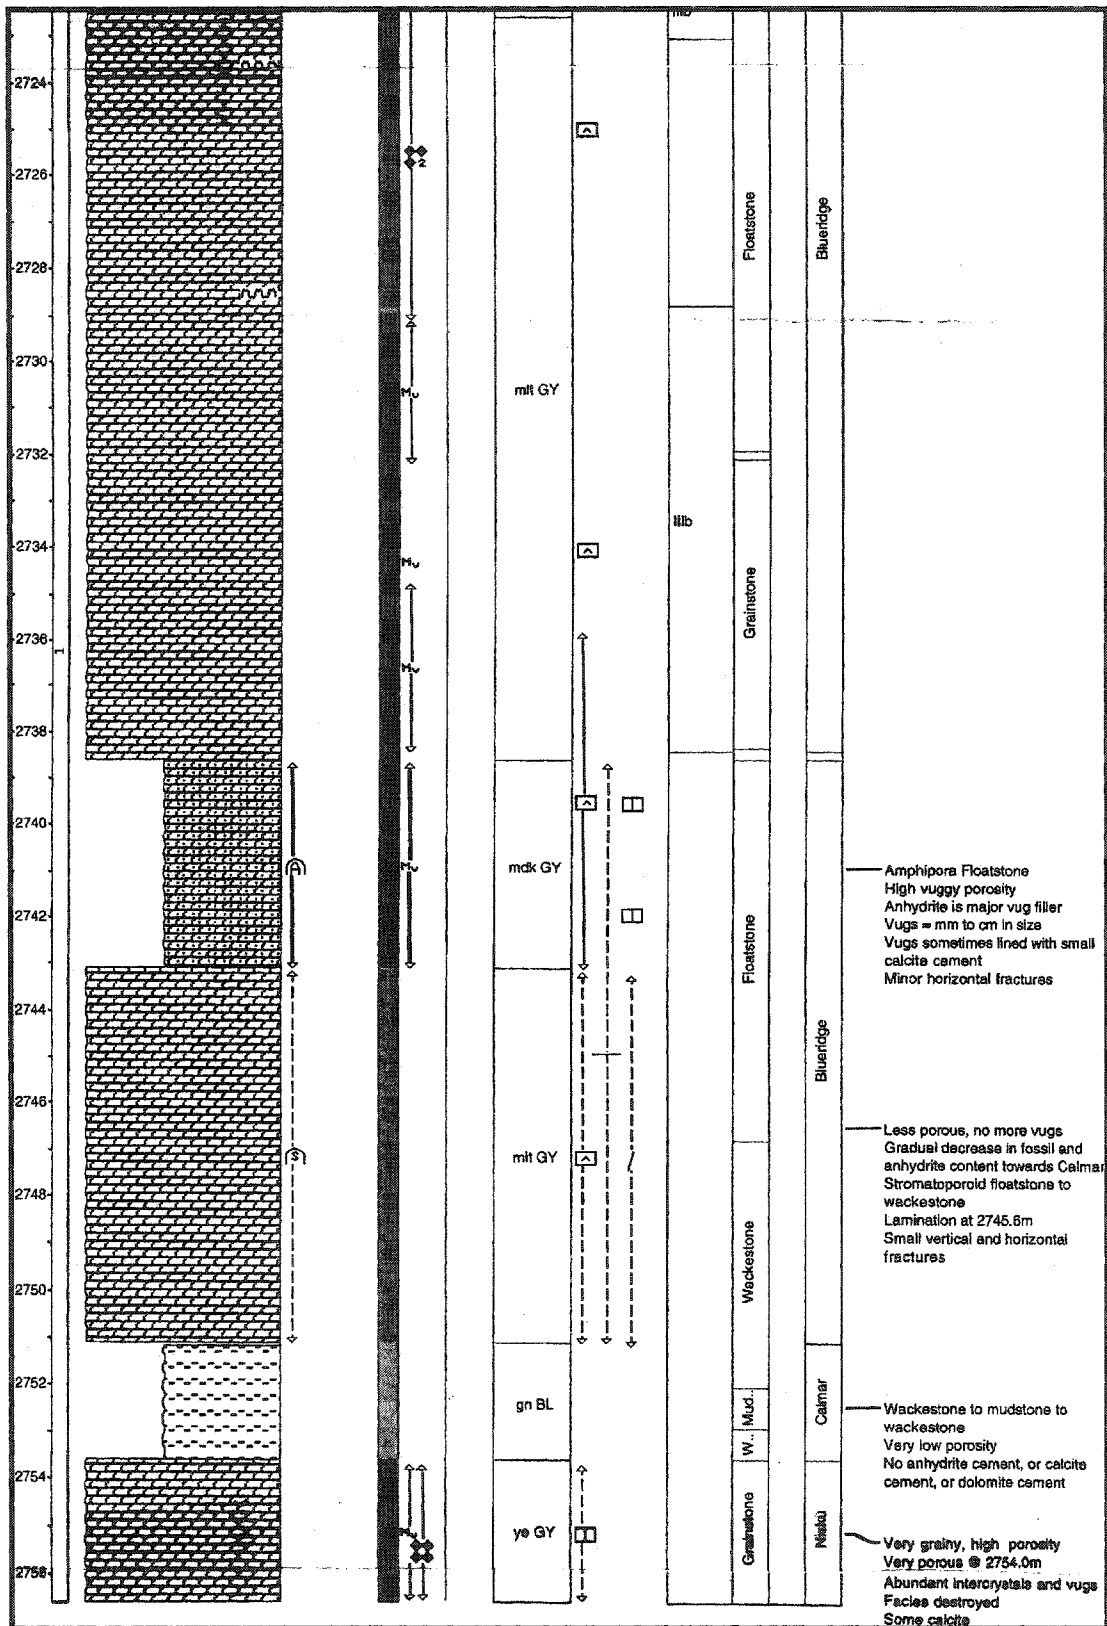 IIIb
2724
2726
2
Floatstone
Blueridge
2728
2730
mlt GY
2732
IIIb
2734
Grainstone
2736
1
2738
2740
A
mdk GY
Amphipora Floatstone
High vuggy porosity
2742
Anhydrite is major vug filler
Vugs = mm to cm in size
Floatstone
Vugs sometimes lined with small
calcite cement
Minor horizontal fractures
2744
Blueridge
2746
Less porous, no more vugs
Gradual decrease in fossil and
S
mlt GY
anhydrite content towards Calmar
2748
Stromatoporoid floatstone to
wackestone
Lamination at 2745.6m
Wackestone
Small vertical and horizontal
fractures
2750
2752
gn BL
Mud..
Calmar
Wackestone to mudstone to
wackestone
W..
Very low porosity
2754
No anhydrite cement, or calcite
cement, or dolomite cement
ye GY
Grainstone
Nisku
Very grainy, high porosity
2756
Very porous @ 2754.0m
Abundant intercrystals and vugs
Facies destroyed
Some calcite